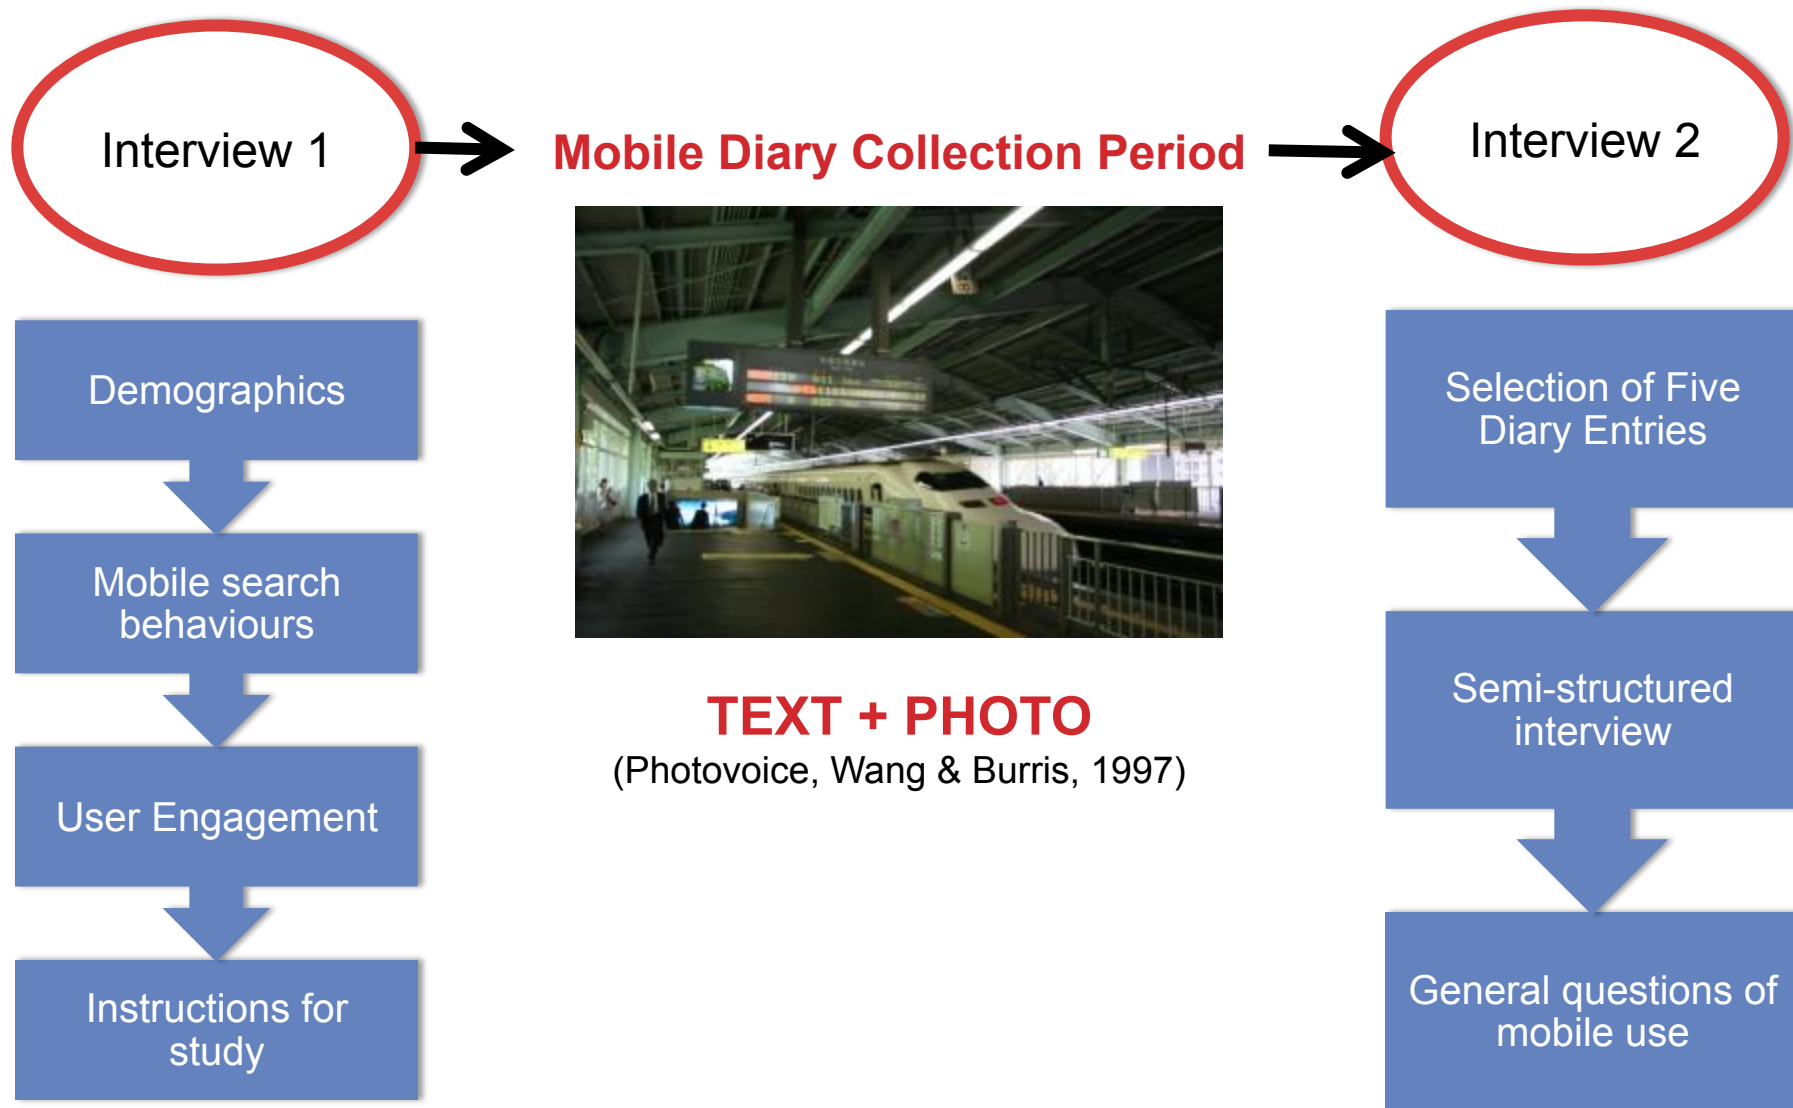 Interview 1
Mobile Diary Collection Period
Interview 2
Demographics
Mobile search
behaviours
User Engagement
Instructions for
study
TEXT + PHOTO
(Photovoice, Wang & Burris, 1997)
Selection of Five
Diary Entries
Semi-structured
interview
General questions of
mobile use